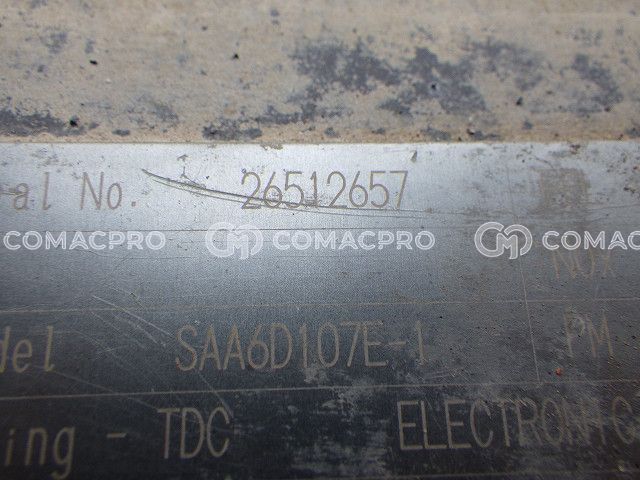 al No. 26512657
COMACPRO COMACPRO COMACPRO
NOx
del SAA6D107E-1 PM
ing - TDC ELECTRONIC